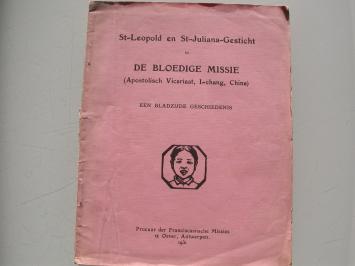 St-Leopold en St-Juliana-Gesticht
DE BLOEDIGE MISSIE
(Apostolisch Vicariaat, I-chang, China)
EEN BLADZIJDE GESCHIEDENIS
Procuur der Franciscaansche Missies
Antwerpen.